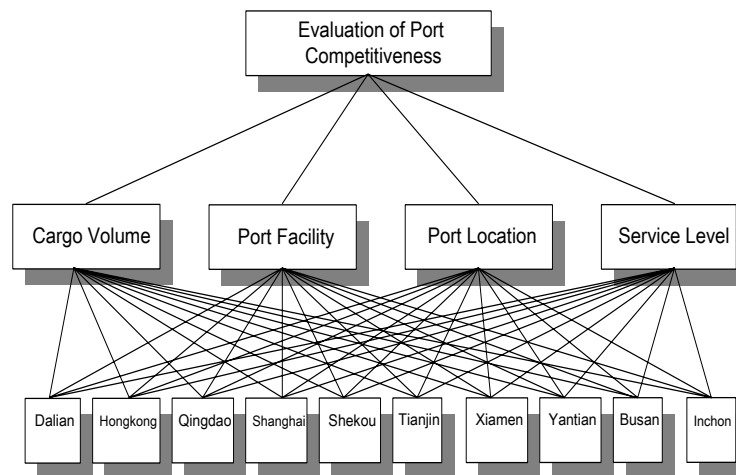 Evaluation of Port
Competitiveness
Cargo Volume
Port Facility
Port Location
Service Level
Dalian
Hongkong
Qingdao
Shanghai
Shekou
Tianjin
Xiamen
Yantian
Busan
Inchon